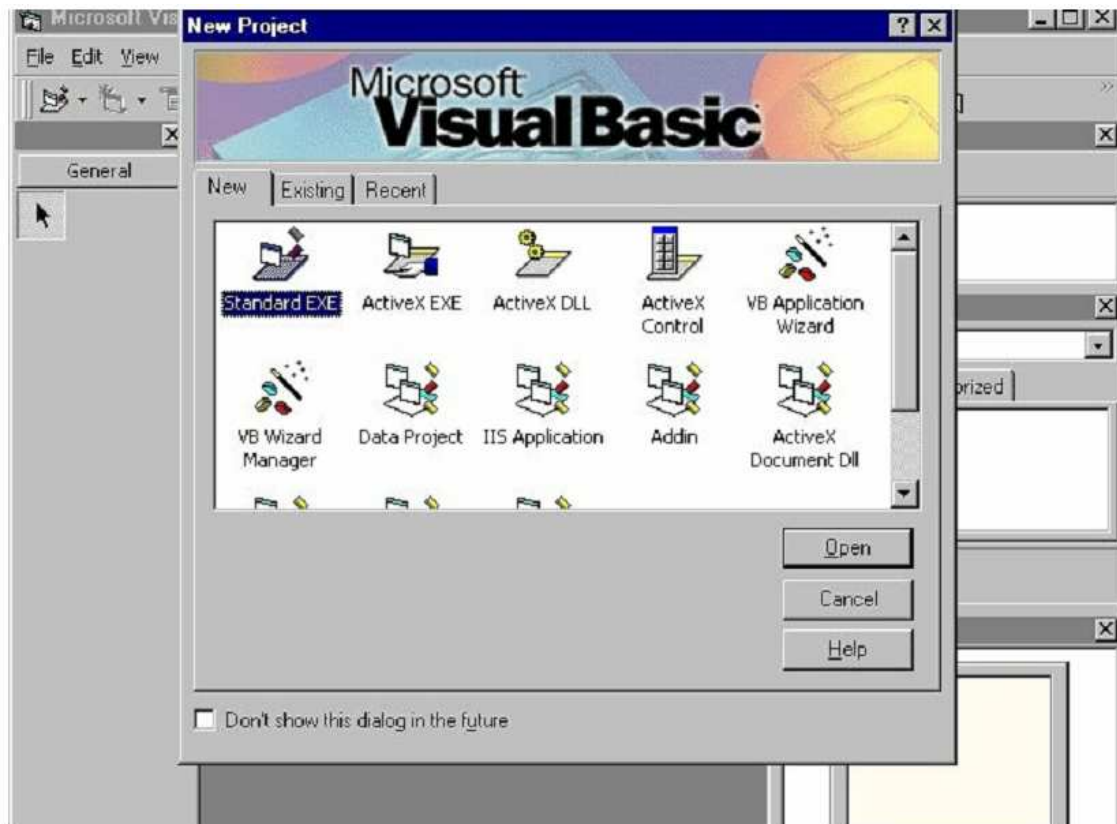 Microsoft Vis
New Project
File Edit View
Microsoft
Visual Basic
General
New Existing Recent
Standard EXE
ActiveX EXE
ActiveX DLL
ActiveX Control
VB Application Wizard
VB Wizard Manager
Data Project
IIS Application
Addin
ActiveX Document Dll
orized
Open
Cancel
Help
Don't show this dialog in the future